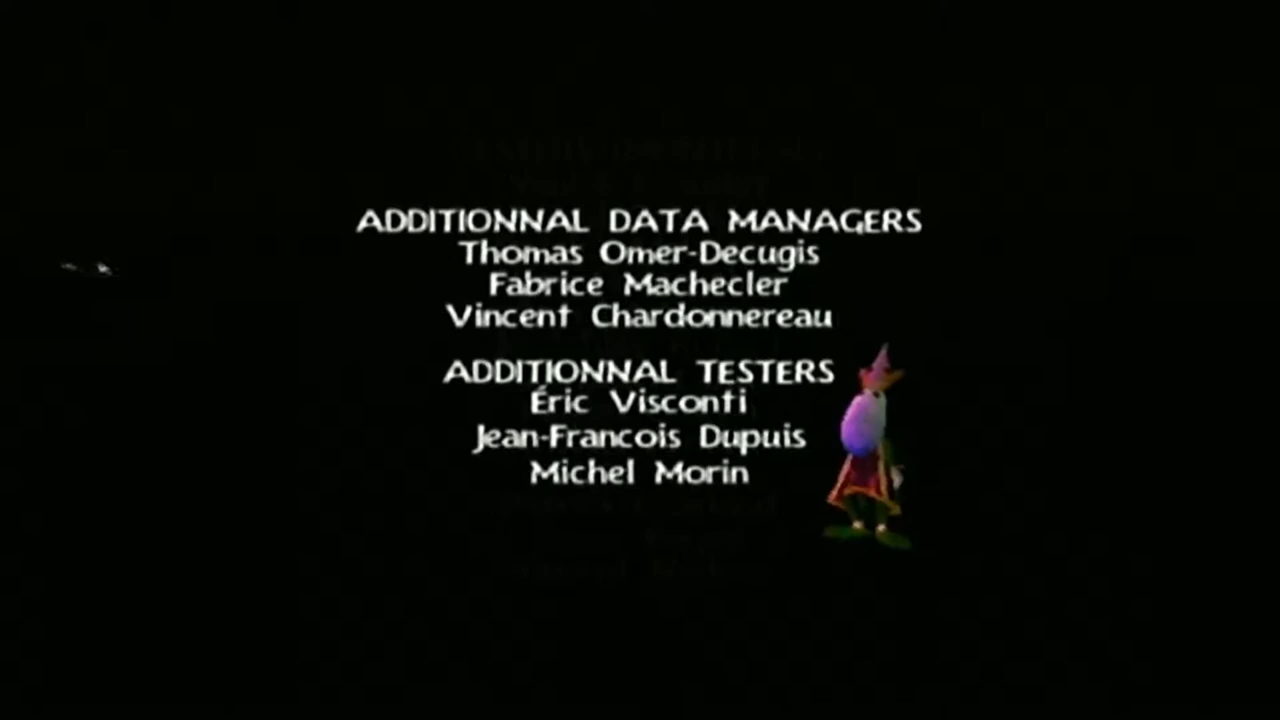 ADDITIONNAL DATA MANAGERS
Thomas Omer-Decugis
Fabrice Machecler
Vincent Chardonnereau
ADDITIONNAL TESTERS
Éric Visconti
Jean-Francois Dupuis
Michel Morin